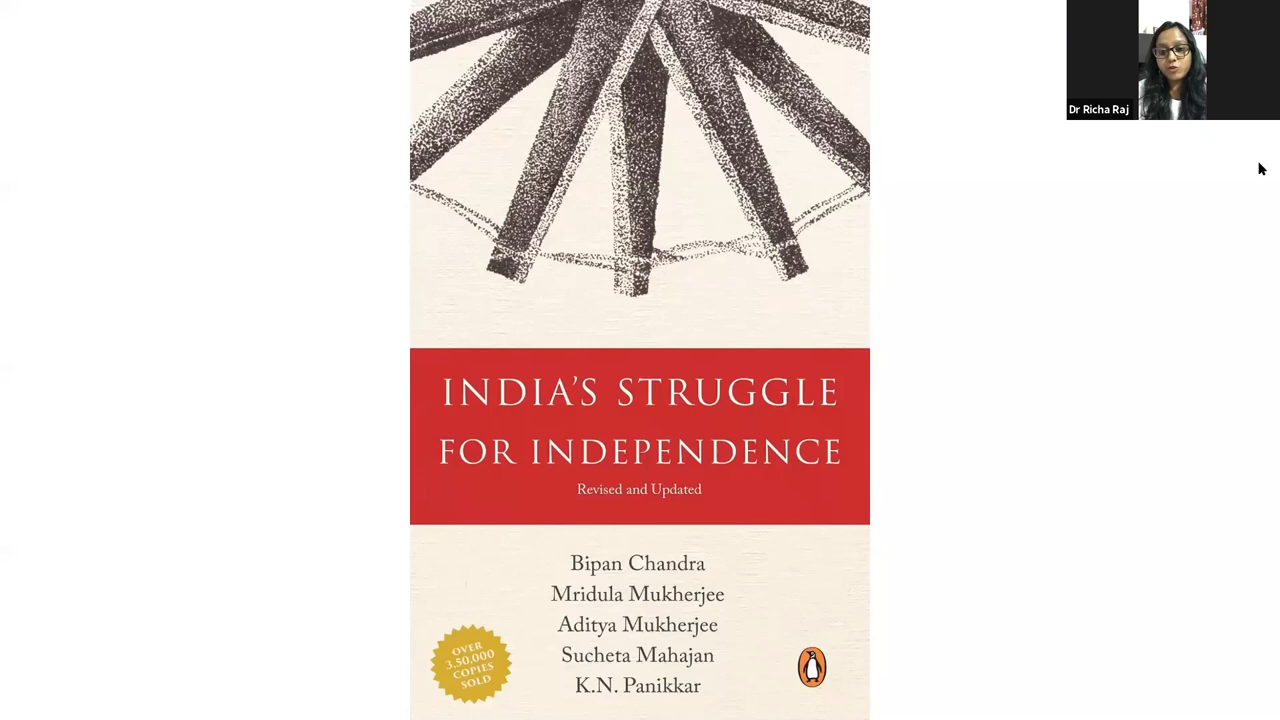 Dr Richa Raj
INDIA'S STRUGGLE
FOR INDEPENDENCE
Revised and Updated
Bipan Chandra
Mridula Mukherjee
Aditya Mukherjee
Sucheta Mahajan
K.N. Panikkar
OVER
3,50,000
COPIES
SOLD